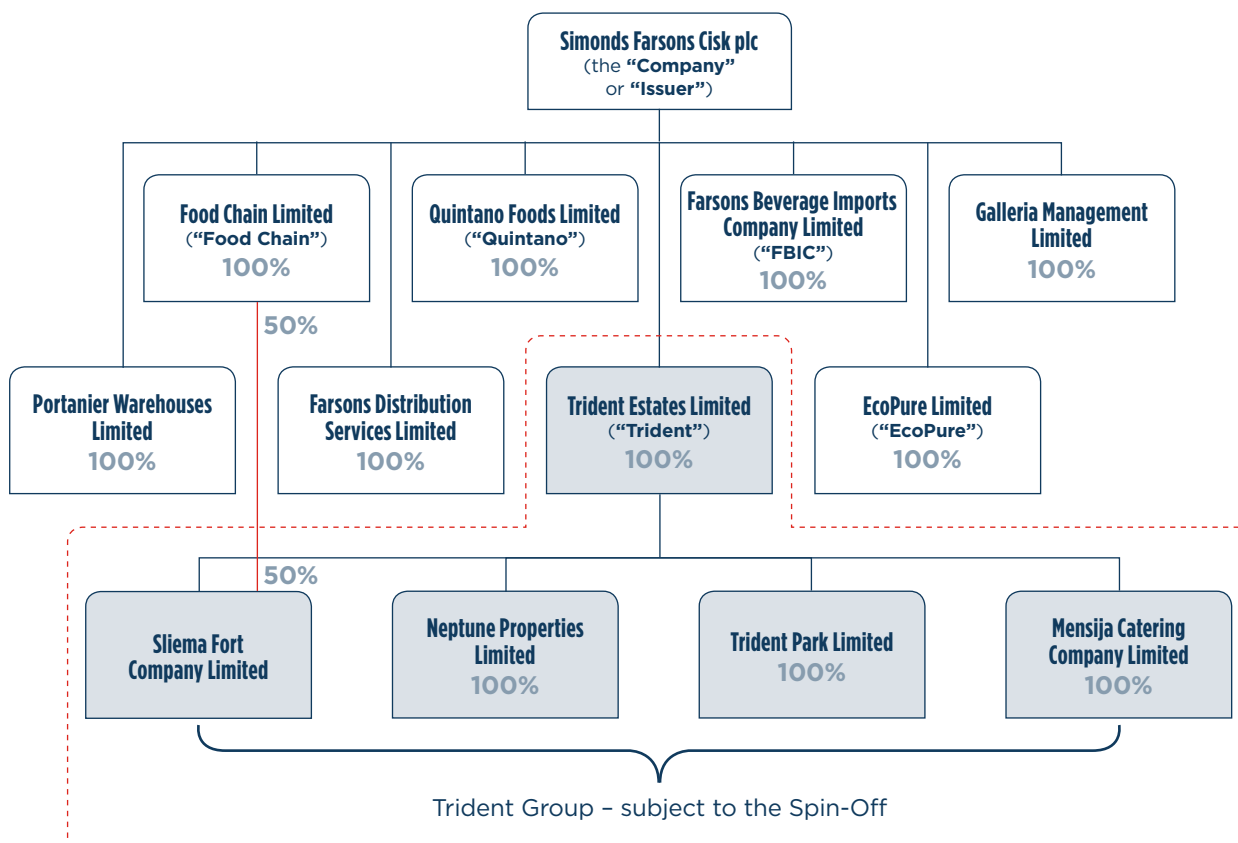 Simonds Farsons Cisk plc
(the “Company”
or “Issuer”)
Food Chain Limited
(“Food Chain”)
100%
Quintano Foods Limited
(“Quintano”)
100%
Farsons Beverage Imports
Company Limited
(“FBIC”)
100%
Galleria Management
Limited
100%
50%
Portanier Warehouses
Limited
100%
Farsons Distribution
Services Limited
100%
Trident Estates Limited
(“Trident”)
100%
EcoPure Limited
(“EcoPure”)
100%
50%
Sliema Fort
Company Limited
Neptune Properties
Limited
100%
Trident Park Limited
100%
Mensija Catering
Company Limited
100%
Trident Group – subject to the Spin-Off